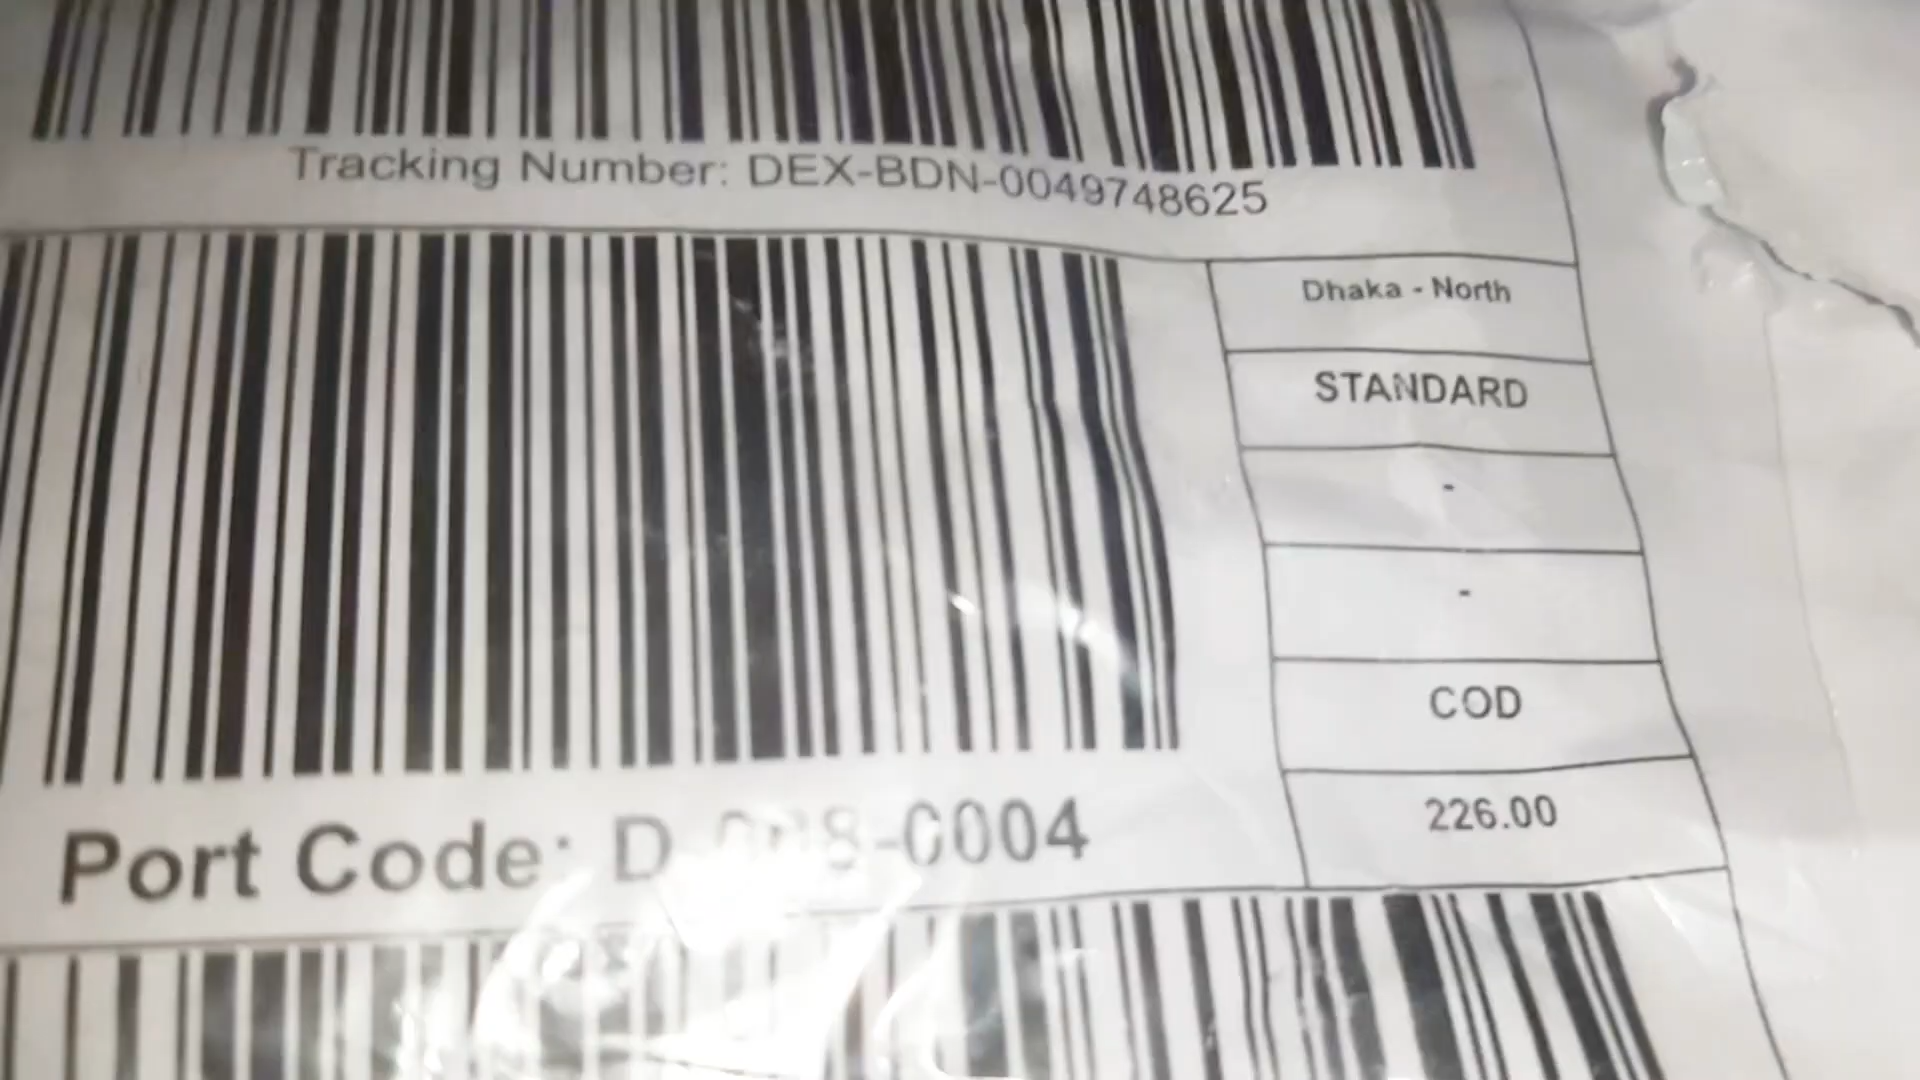 Tracking Number: DEX-BDN-0049748625
Dhaka - North
STANDARD
-
-
COD
226.00
Port Code: D